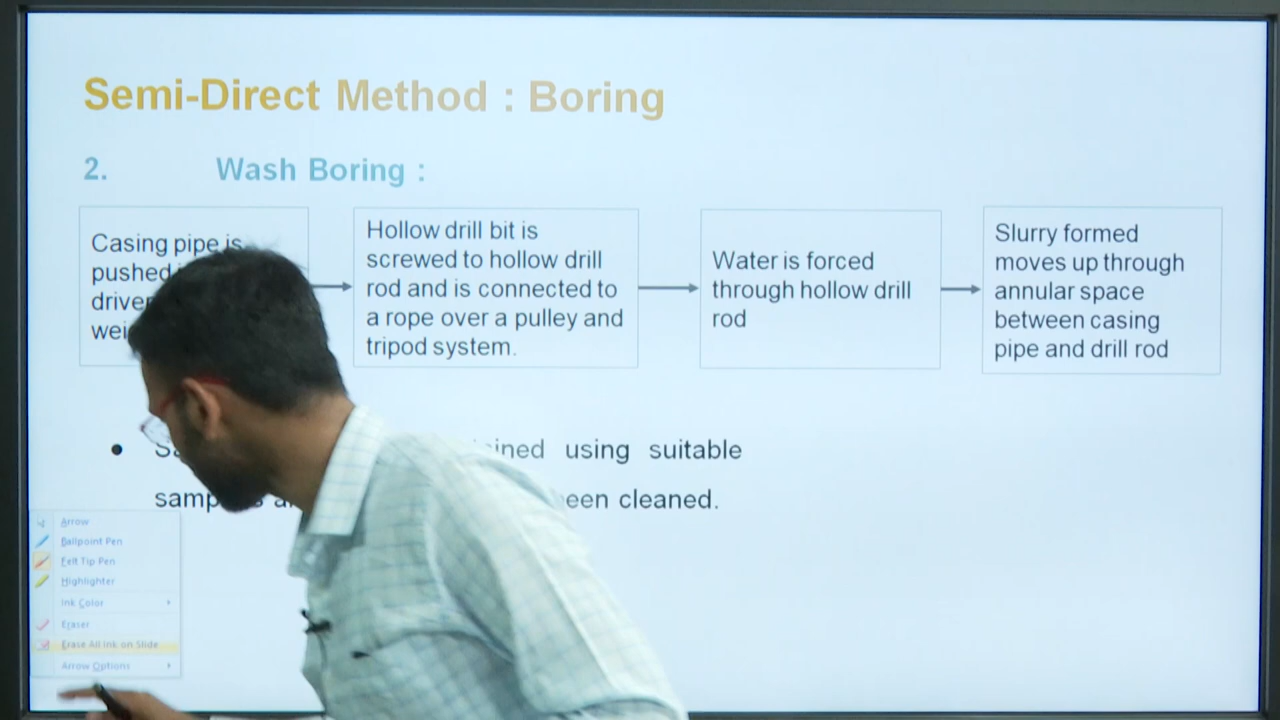 Semi-Direct Method : Boring
2. Wash Boring :
Casing pipe is
pushed
Hollow drill bit is
screwed to hollow drill
rod and is connected to
a rope over a pulley and
tripod system.
Water is forced
through hollow drill
rod
Slurry formed
moves up through
annular space
between casing
pipe and drill rod
• using suitable
cleaned.
Arrow
Ballpoint Pen
Felt Tip Pen
Highlighter
Ink Color
Eraser
Erase All Ink on Slide
Arrow Options